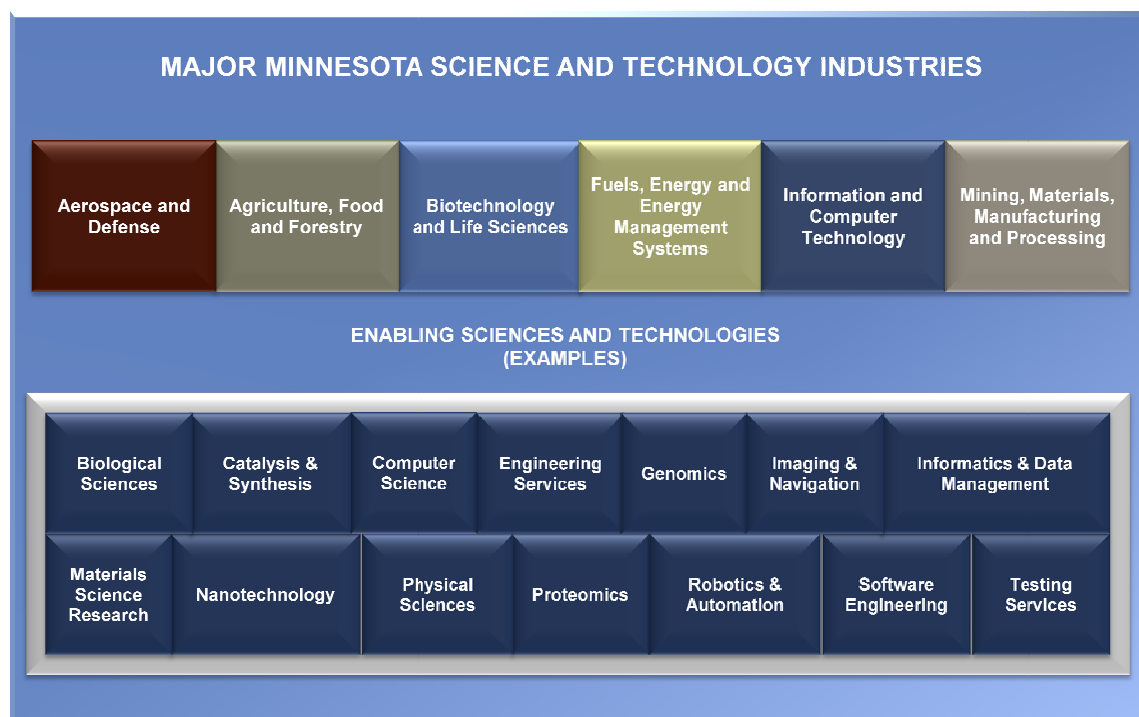 MAJOR MINNESOTA SCIENCE AND TECHNOLOGY INDUSTRIES
Aerospace and
Defense
Agriculture, Food
and Forestry
Biotechnology
and Life Sciences
Fuels, Energy and
Energy
Management
Systems
Information and
Computer
Technology
Mining, Materials,
Manufacturing
and Processing
ENABLING SCIENCES AND TECHNOLOGIES
(EXAMPLES)
Biological
Sciences
Catalysis &
Synthesis
Computer
Science
Engineering
Services
Genomics
Imaging &
Navigation
Informatics & Data
Management
Materials
Science
Research
Nanotechnology
Physical
Sciences
Proteomics
Robotics &
Automation
Software
Engineering
Testing
Services